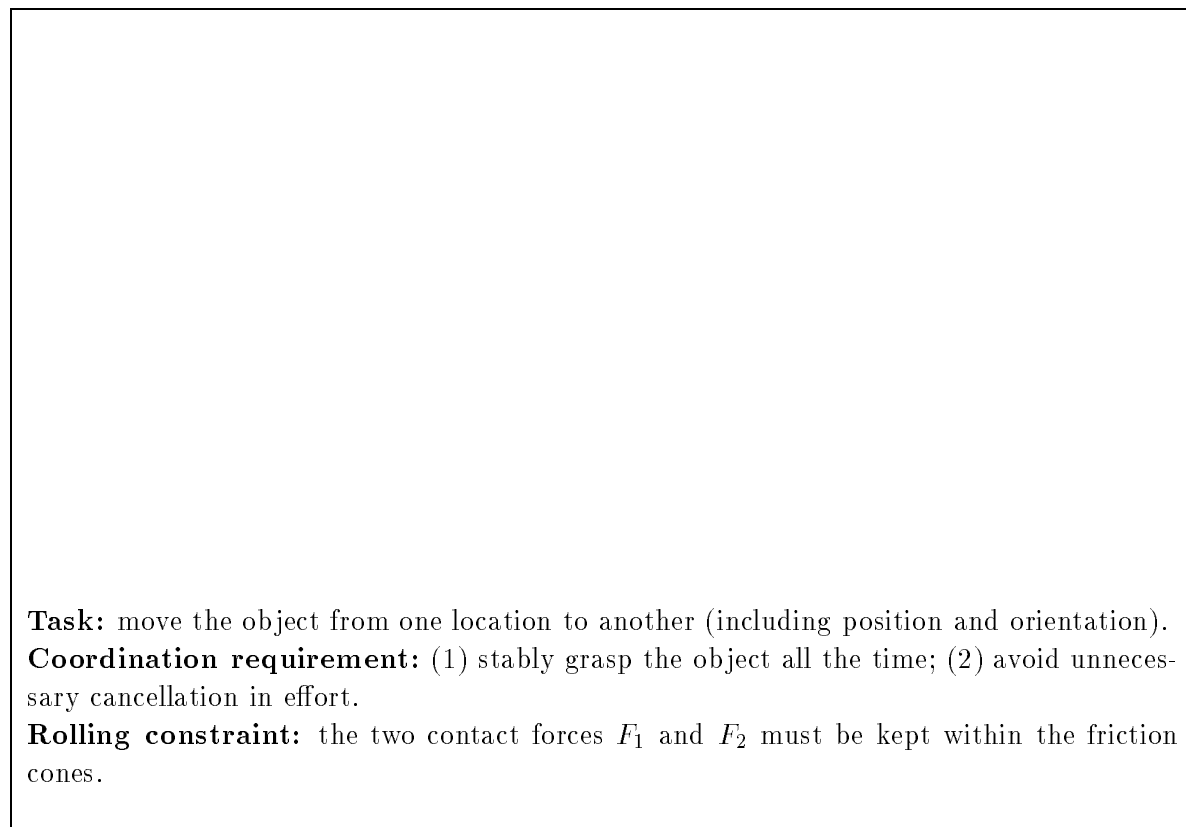 Task: move the object from one location to another (including position and orientation).
Coordination requirement: (1) stably grasp the object all the time; (2) avoid unneces-
sary cancellation in effort.
Rolling constraint: the two contact forces F₁ and F₂ must be kept within the friction
cones.